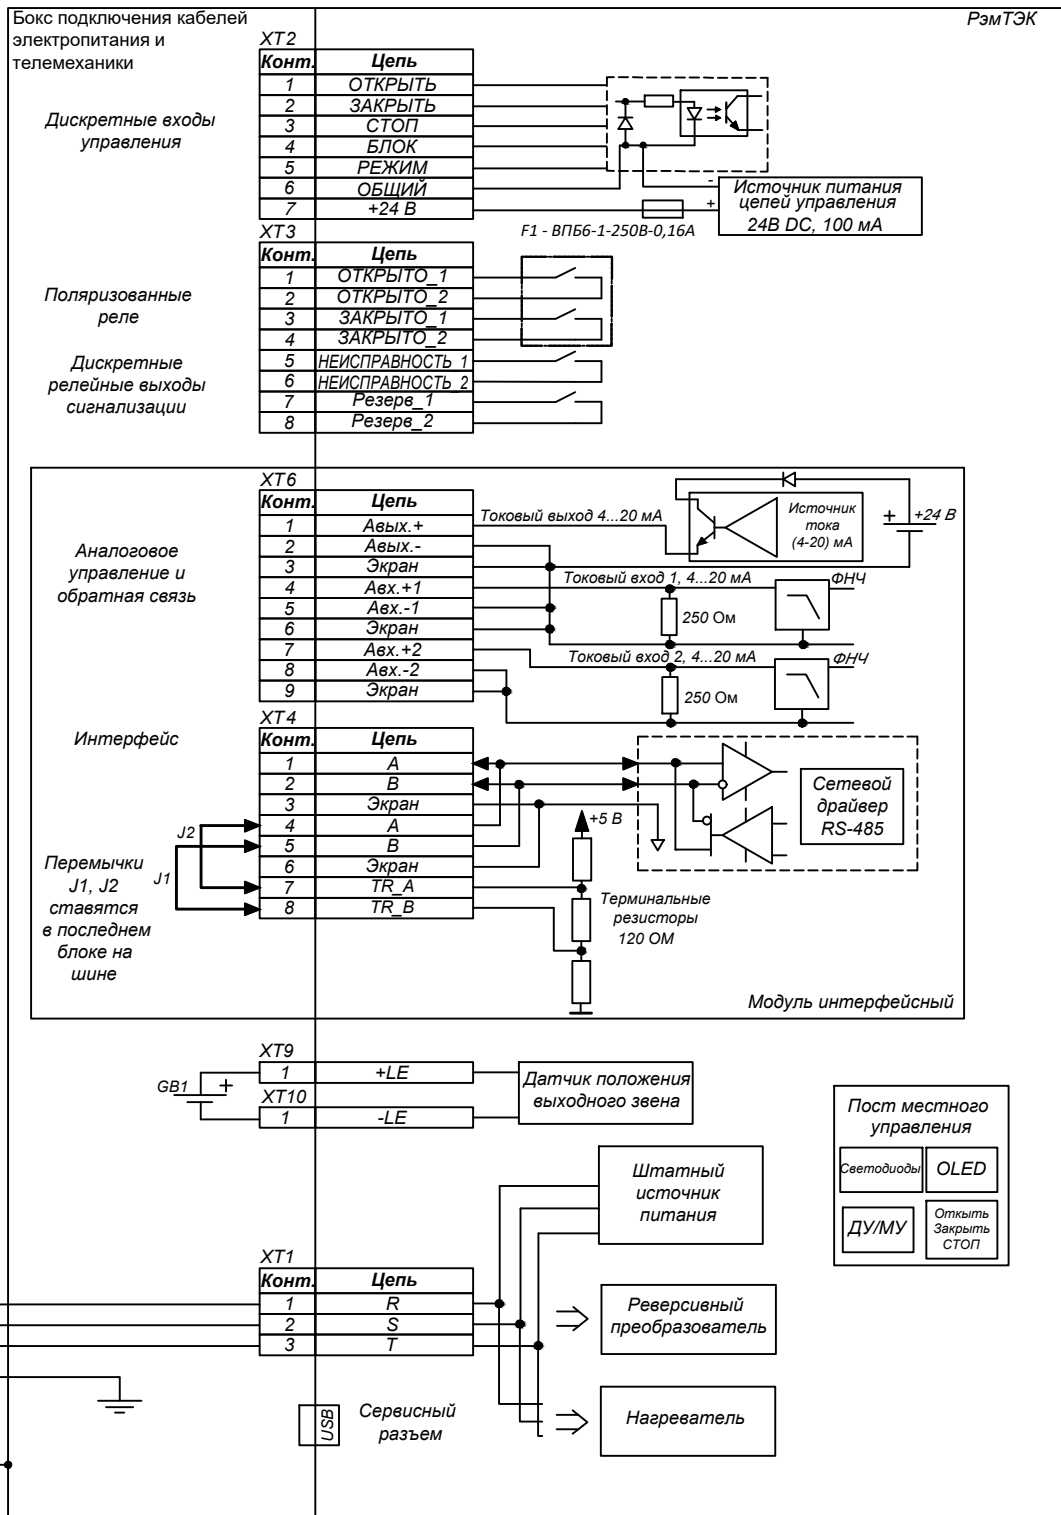 Бокс подключения кабелей
электропитания и
телемеханики
РэмТЭК
XT2
Конт. Цепь
1 ОТКРЫТЬ
2 ЗАКРЫТЬ
3 СТОП
4 БЛОК
5 РЕЖИМ
6 ОБЩИЙ
7 +24 В
Дискретные входы
управления
-
+
Источник питания
цепей управления
24В DC, 100 мА
F1 - ВПБ6-1-250В-0,16А
XT3
Конт. Цепь
1 ОТКРЫТО_1
2 ОТКРЫТО_2
3 ЗАКРЫТО_1
4 ЗАКРЫТО_2
5 НЕИСПРАВНОСТЬ_1
6 НЕИСПРАВНОСТЬ_2
7 Резерв_1
8 Резерв_2
Поляризованные
реле
Дискретные
релейные выходы
сигнализации
XT6
Конт. Цепь
1 Авых.+
2 Авых.-
3 Экран
4 Авх.+1
5 Авх.-1
6 Экран
7 Авх.+2
8 Авх.-2
9 Экран
Аналоговое
управление и
обратная связь
Токовый выход 4...20 мА
Источник
тока
(4-20) мА
+
+24 В
Токовый вход 1, 4...20 мА
ФНЧ
250 Ом
Токовый вход 2, 4...20 мА
ФНЧ
250 Ом
XT4
Конт. Цепь
1 A
2 B
3 Экран
4 A
5 B
6 Экран
7 TR_A
8 TR_B
Интерфейс
J2
J1
Перемычки
J1, J2
ставятся
в последнем
блоке на
шине
+5 В
Сетевой
драйвер
RS-485
Терминальные
резисторы
120 ОМ
Модуль интерфейсный
XT9
1 +LE
XT10
1 -LE
GB1
+
Датчик положения
выходного звена
Пост местного
управления
Светодиоды
OLED
ДУ/МУ
Откыть
Закрыть
СТОП
Штатный
источник
питания
XT1
Конт. Цепь
1 R
2 S
3 T
Реверсивный
преобразователь
Нагреватель
USB
Сервисный
разъем